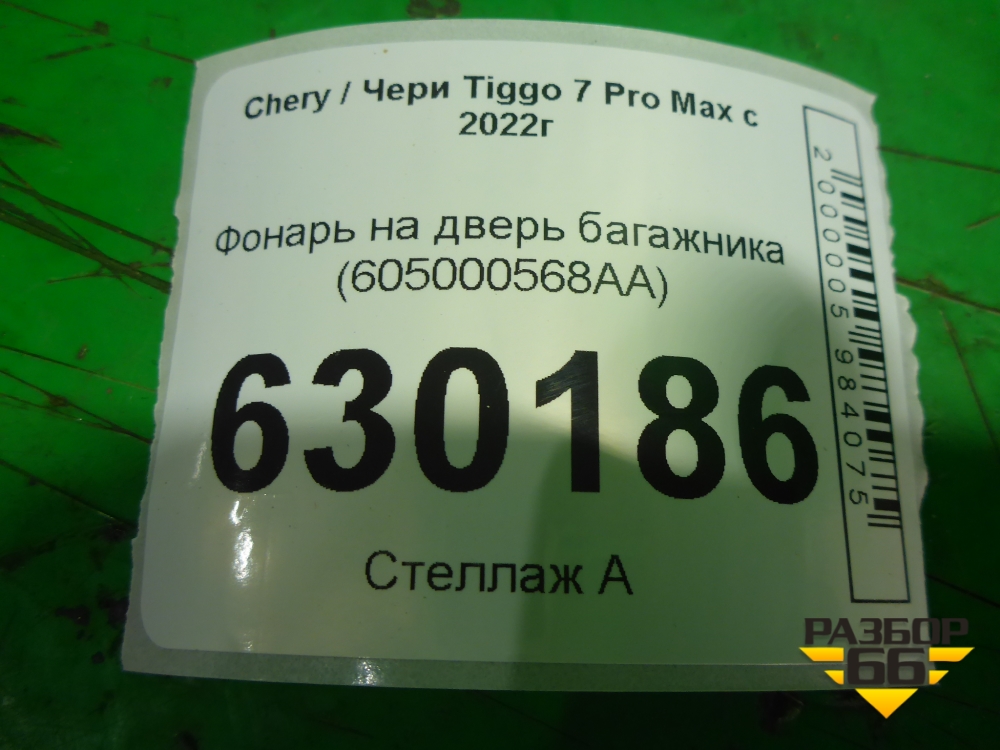 Chery / Чери Tiggo 7 Pro Max с
2022г
Фонарь на дверь багажника
(605000568AA)
630186
Стеллаж А
2000005984075
РАЗБОР
66